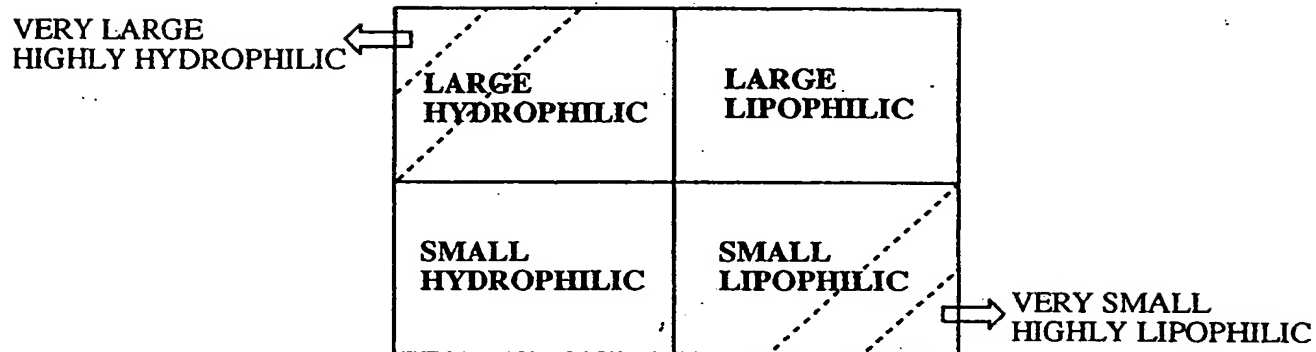 VERY LARGE
HIGHLY HYDROPHILIC
LARGE
HYDROPHILIC
LARGE
LIPOPHILIC
SMALL
HYDROPHILIC
SMALL
LIPOPHILIC
VERY SMALL
HIGHLY LIPOPHILIC